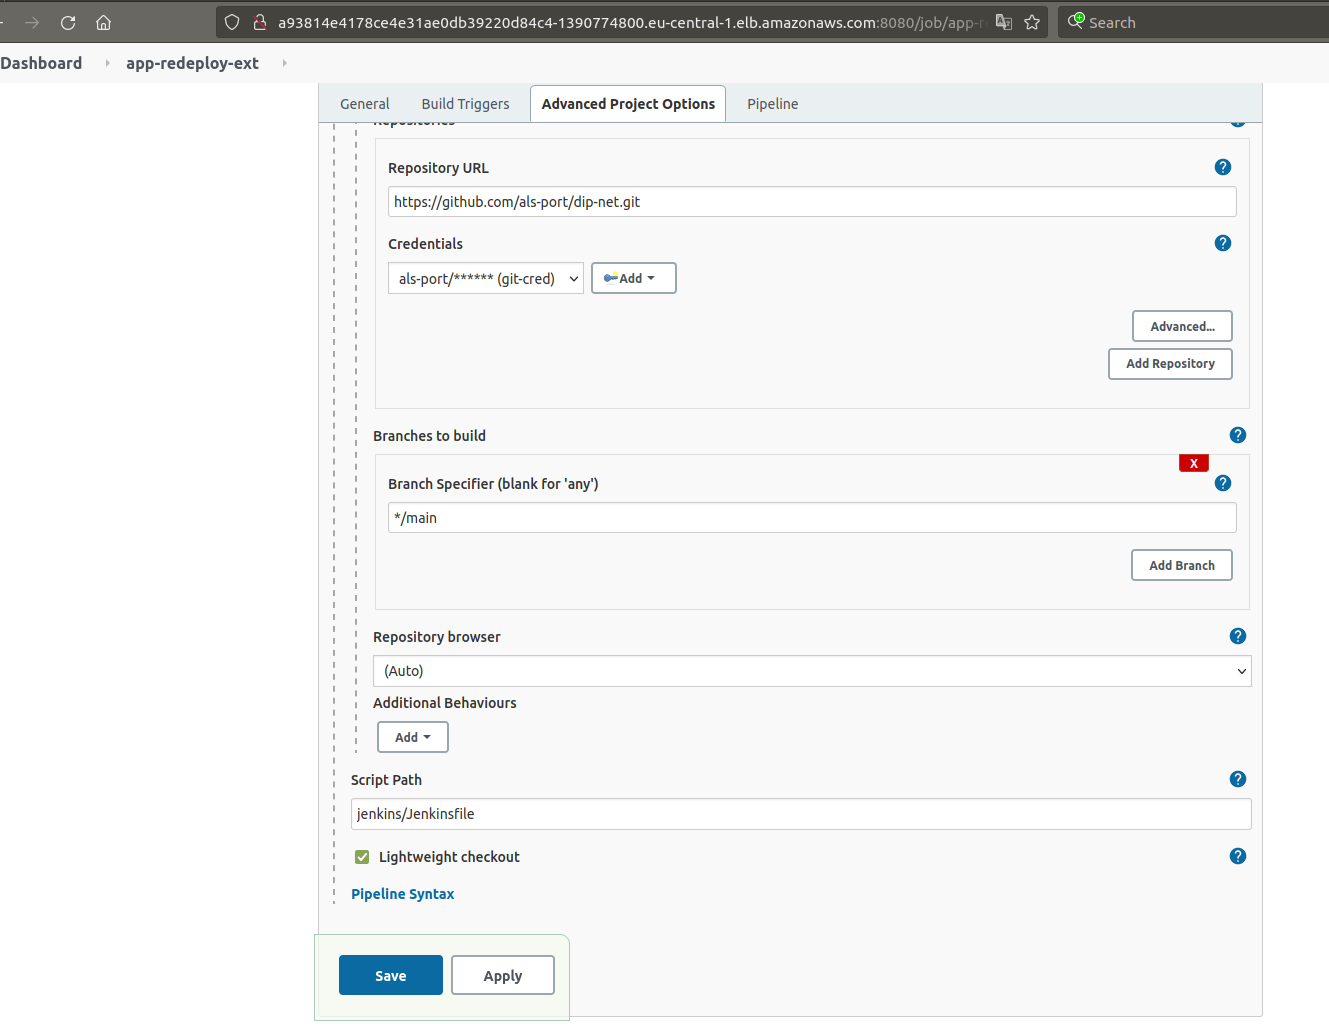 a93814e4178ce4e31ae0db39220d84c4-1390774800.eu-central-1.elb.amazonaws.com:8080/job/app-r
Search
Dashboard
app-redeploy-ext
General
Build Triggers
Advanced Project Options
Pipeline
Repositories
Repository URL
https://github.com/als-port/dip-net.git
Credentials
als-port/****** (git-cred)
Add
Advanced...
Add Repository
Branches to build
X
Branch Specifier (blank for 'any')
*/main
Add Branch
Repository browser
(Auto)
Additional Behaviours
Add
Script Path
jenkins/Jenkinsfile
Lightweight checkout
Pipeline Syntax
Save
Apply